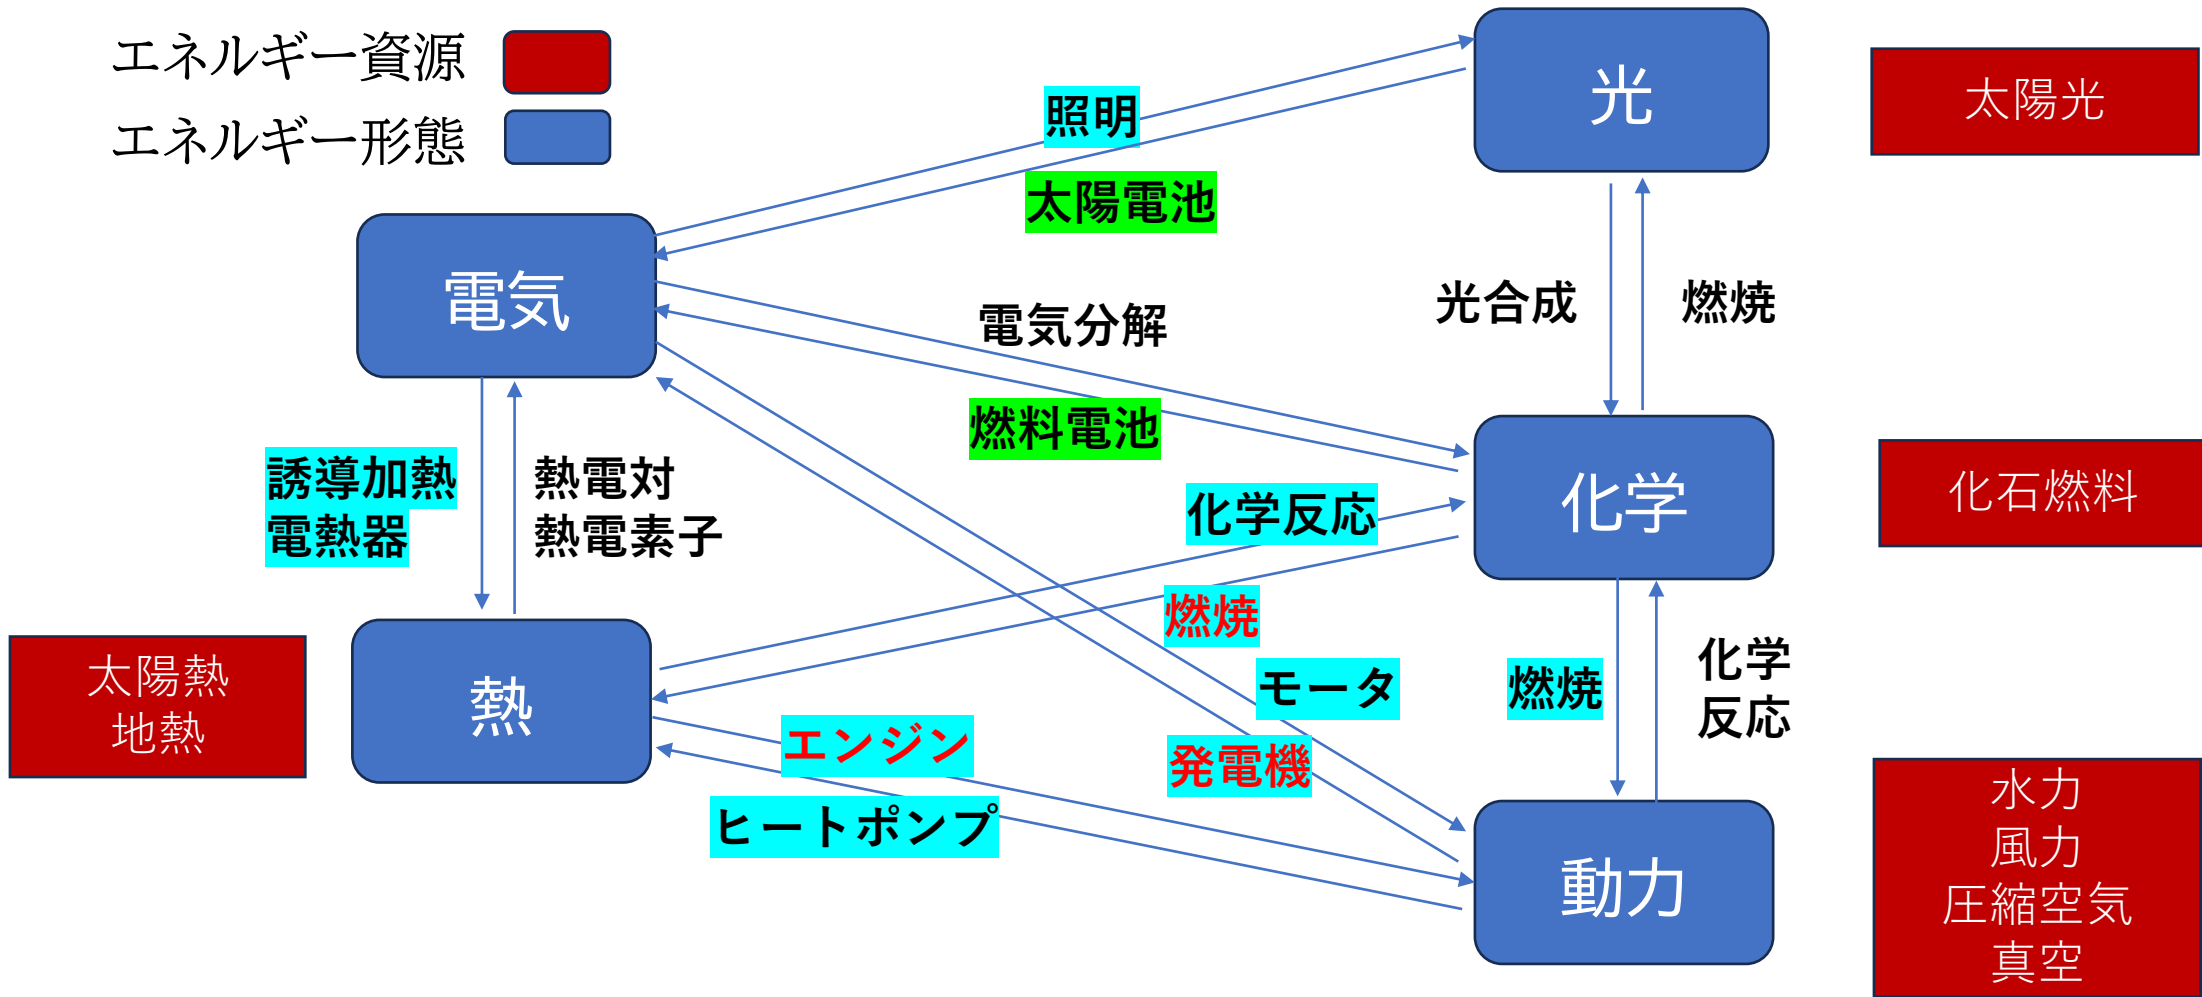 エネルギー資源
エネルギー形態
光
太陽光
照明
太陽電池
電気
電気分解
光合成
燃焼
燃料電池
誘導加熱
電熱器
熱電対
熱電素子
化学反応
化学
化石燃料
燃焼
太陽熱
地熱
熱
モータ
燃焼
化学
反応
エンジン
発電機
ヒートポンプ
動力
水力
風力
圧縮空気
真空